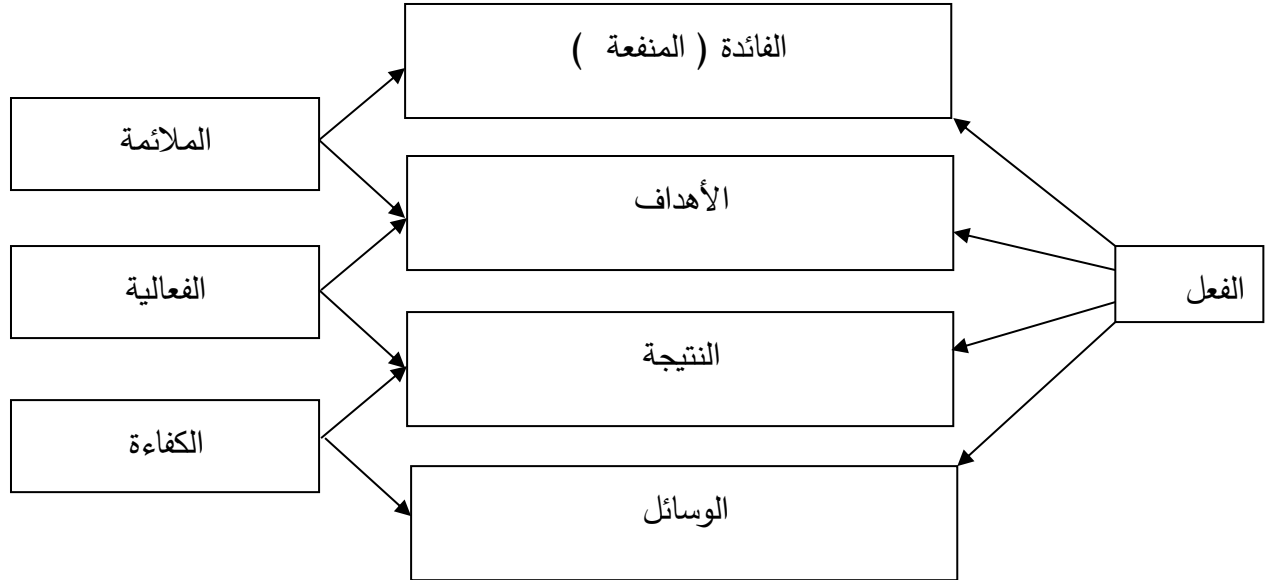 الفائدة ( المنفعة )
الملائمة
الأهداف
الفعالية
الفعل
النتيجة
الكفاءة
الوسائل